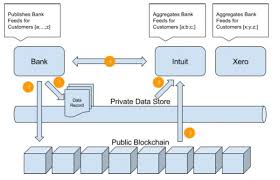 Publishes Bank
Feeds for
Customers [a;...;z]
Aggregates Bank
Feeds for
Customers [a;b;c;]
Aggregates Bank
Feeds for
Customers [x;y;z;]
Bank
Intuit
Xero
Data
Record
Private Data Store
Public Blockchain